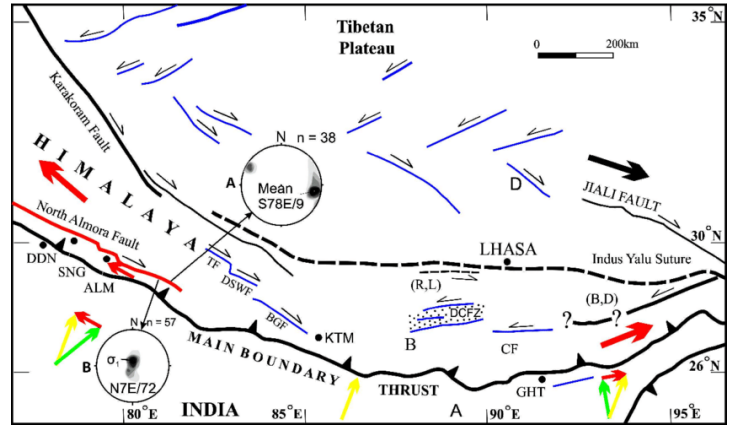 Tibetan
Plateau
35°N
0 200km
Karakoram Fault
HIMALAYA
N n = 38
A
Mean
S78E/9
D
JIALI FAULT
30°N
North Almora Fault
LHASA
Indus Yalu Suture
DDN
SNG
ALM
TF
DSWF
BGF
(R,L)
(B,D)
DCFZ
? ?
B
CF
KTM
N n = 57
B
σ1
N7E/72
MAIN BOUNDARY THRUST
GHT
26°N
80°E
INDIA
85°E
A
90°E
95°E